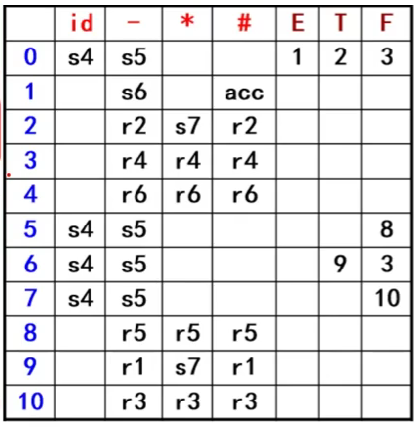 id - * # E T F
0 s4 s5 1 2 3
1 s6 acc
2 r2 s7 r2
3 r4 r4 r4
4 r6 r6 r6
5 s4 s5 8
6 s4 s5 9 3
7 s4 s5 10
8 r5 r5 r5
9 r1 s7 r1
10 r3 r3 r3